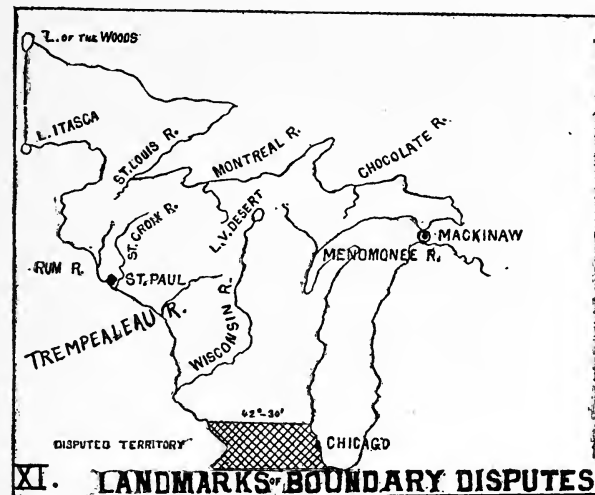 L. OF THE WOODS
L. ITASCA
ST. LOUIS R.
MONTREAL R.
CHOCOLATE R.
ST. CROIX R.
L.V. DESERT
MACKINAW
MENOMONEE R.
RUM R.
ST. PAUL
TREMPEALEAU R.
WISCONSIN R.
42°-30'
DISPUTED TERRITORY
CHICAGO
XI. LANDMARKS OF BOUNDARY DISPUTES